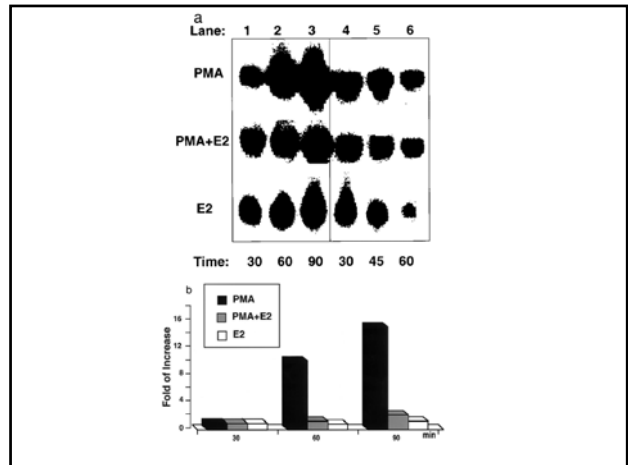 a
Lane: 1 2 3 4 5 6
PMA
PMA+E2
E2
Time: 30 60 90 30 45 60
b
PMA
PMA+E2
E2
Fold of Increase
16
12
8
4
0
30 60 90 min